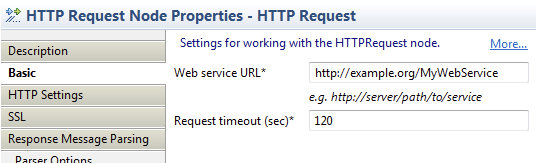 HTTP Request Node Properties - HTTP Request
Description
Basic
HTTP Settings
SSL
Response Message Parsing
Parser Options
Settings for working with the HTTPRequest node.
More...
Web service URL*
http://example.org/MyWebService
e.g. http://server/path/to/service
Request timeout (sec)*
120